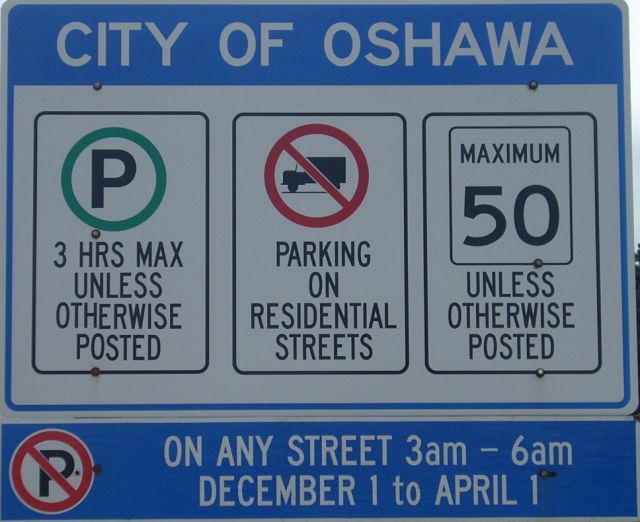 CITY OF OSHAWA
P
3 HRS MAX
UNLESS
OTHERWISE
POSTED
PARKING
ON
RESIDENTIAL
STREETS
MAXIMUM
50
UNLESS
OTHERWISE
POSTED
P
ON ANY STREET 3am - 6am
DECEMBER 1 to APRIL 1